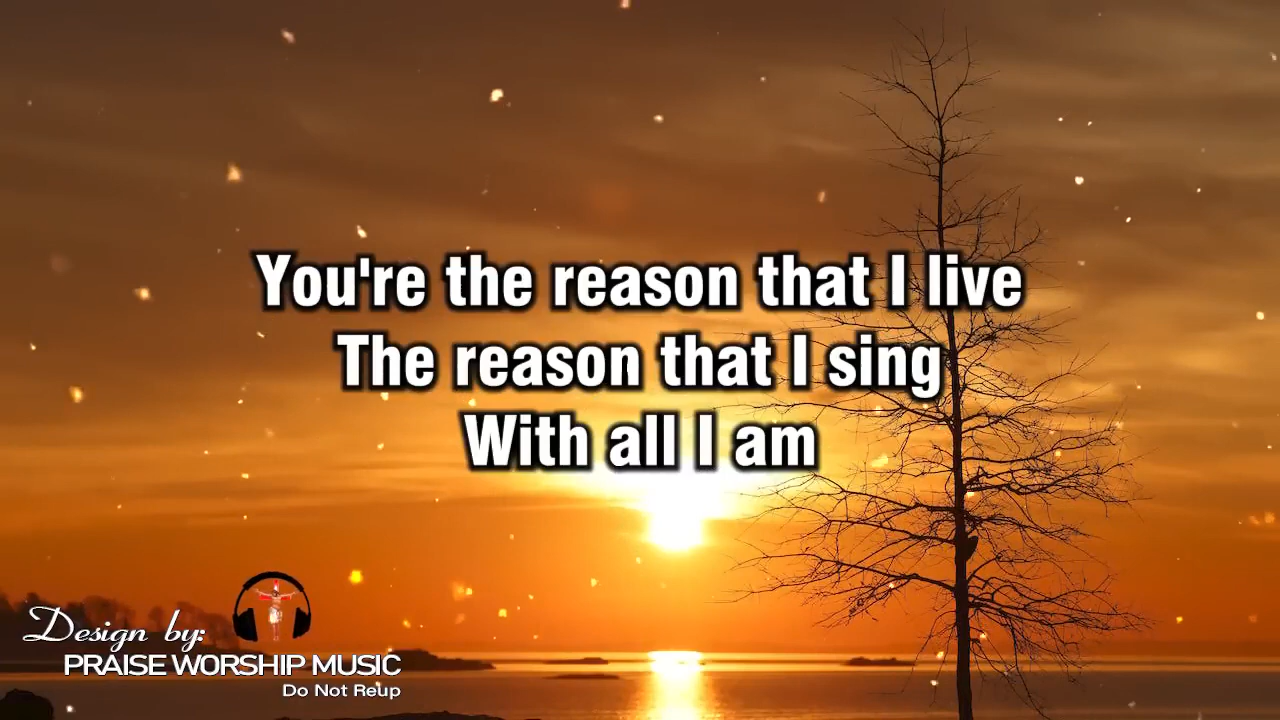 You're the reason that I live
The reason that I sing
With all I am
Design by:
PRAISE WORSHIP MUSIC
Do Not Reup